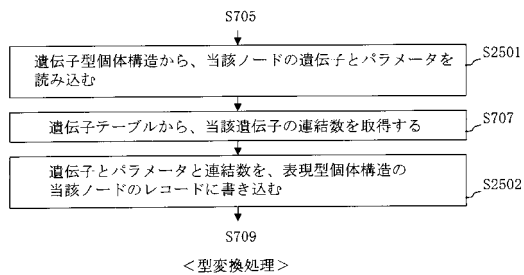 S705
遺伝子型個体構造から、当該ノードの遺伝子とパラメータを
読み込む
S2501
遺伝子テーブルから、当該遺伝子の連結数を取得する
S707
遺伝子とパラメータと連結数を、表現型個体構造の
当該ノードのレコードに書き込む
S2502
S709
＜型変換処理＞